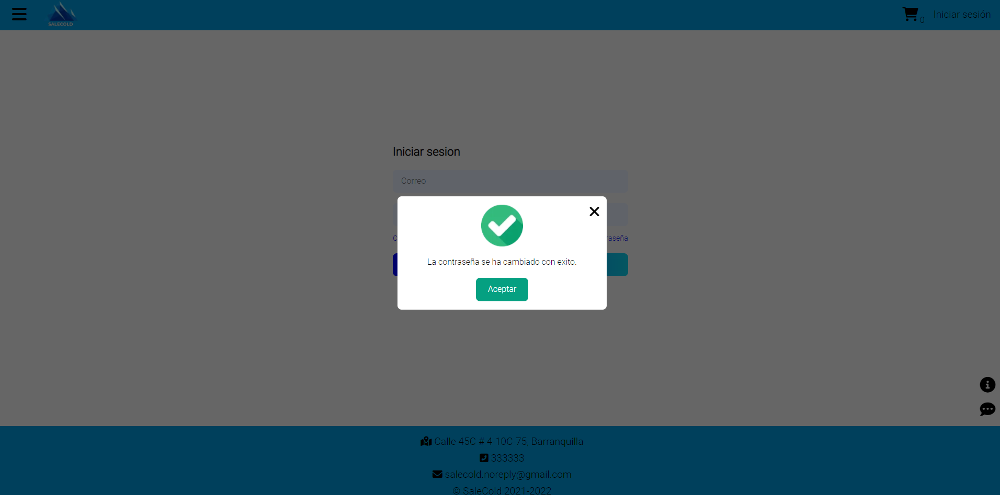 SALECOLD
0
Iniciar sesión
Iniciar sesion
Correo
raseña
La contraseña se ha cambiado con exito.
Aceptar
Calle 45C # 4-10C-75, Barranquilla
333333
salecold.noreply@gmail.com
© SaleCold 2021-2022